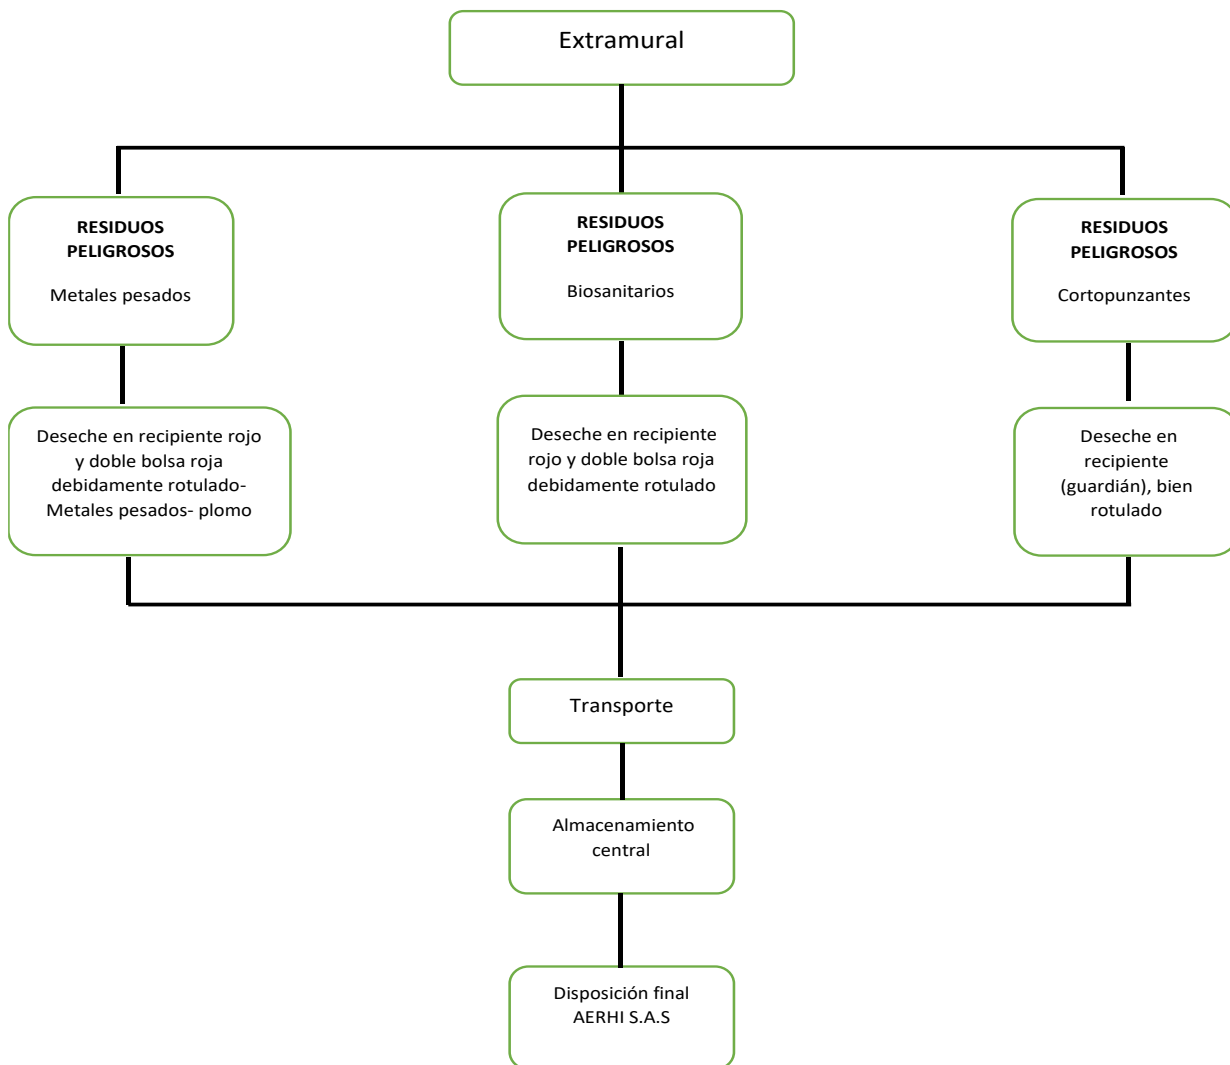 Extramural
RESIDUOS
PELIGROSOS
Metales pesados
RESIDUOS
PELIGROSOS
Biosanitarios
RESIDUOS
PELIGROSOS
Cortopunzantes
Deseche en recipiente rojo
y doble bolsa roja
debidamente rotulado-
Metales pesados- plomo
Deseche en recipiente
rojo y doble bolsa roja
debidamente rotulado
Deseche en
recipiente
(guardián), bien
rotulado
Transporte
Almacenamiento
central
Disposición final
AERHI S.A.S